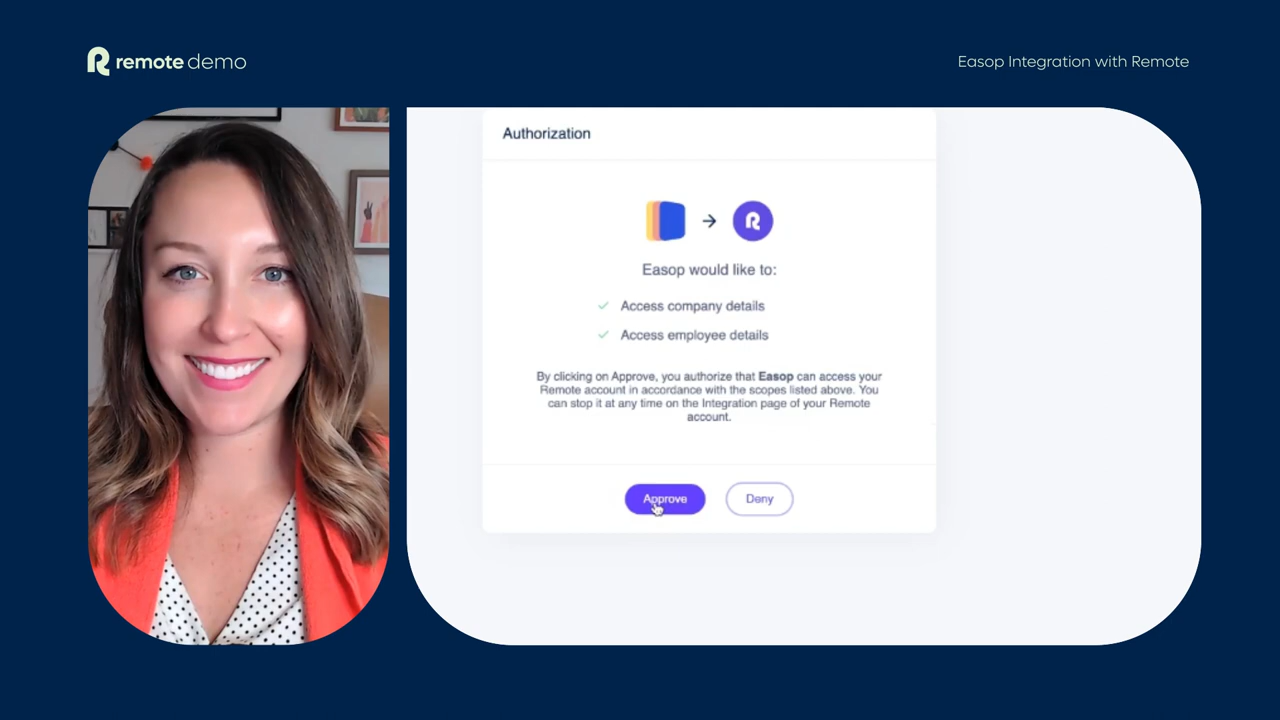 remote demo
Easop Integration with Remote
Authorization
Easop would like to:
Access company details
Access employee details
By clicking on Approve, you authorize that Easop can access your
Remote account in accordance with the scopes listed above. You
can stop it at any time on the Integration page of your Remote
account.
Approve
Deny